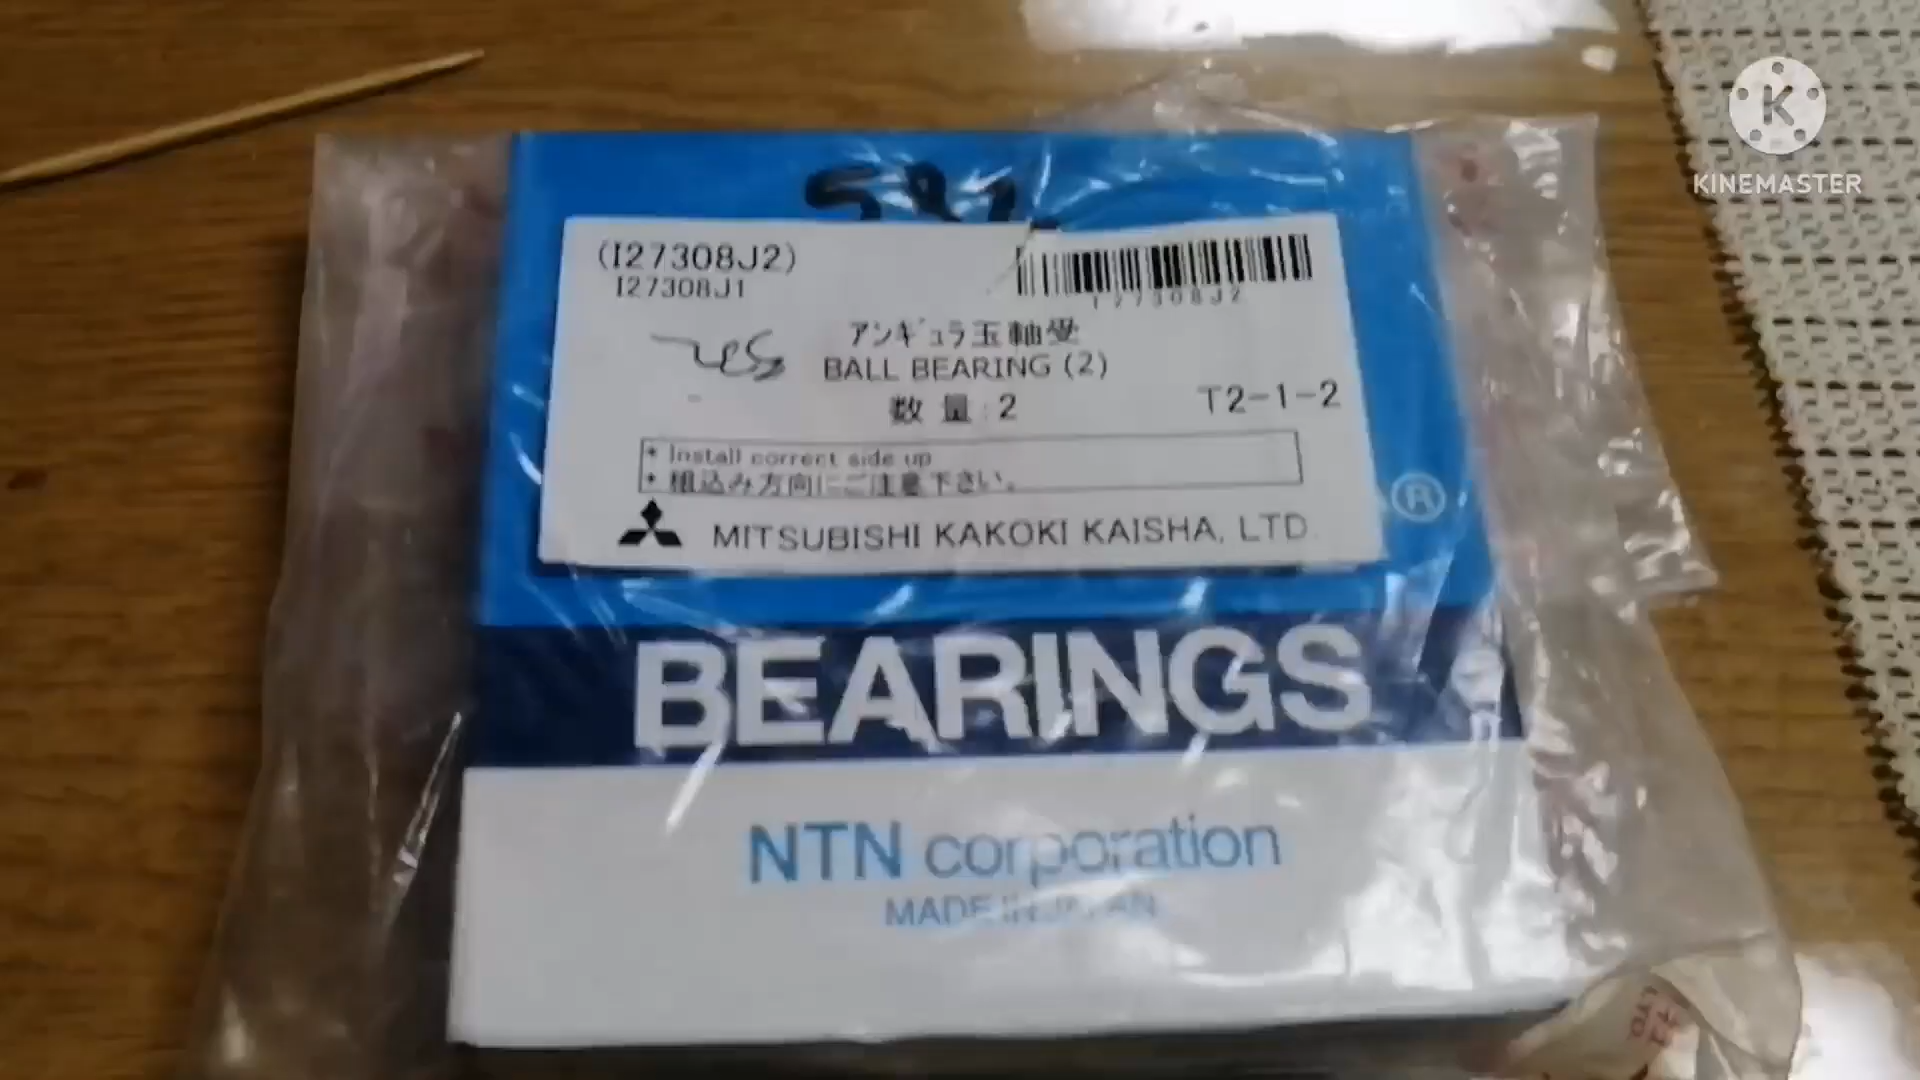 KINEMASTER
(I27308J2)
I27308J1
I27308J2
アンギュラ玉軸受
BALL BEARING (2)
数量:2
T2-1-2
* Install correct side up
* 組込み方向にご注意下さい。
MITSUBISHI KAKOKI KAISHA, LTD.
®
BEARINGS
NTN corporation
MADE IN JAPAN